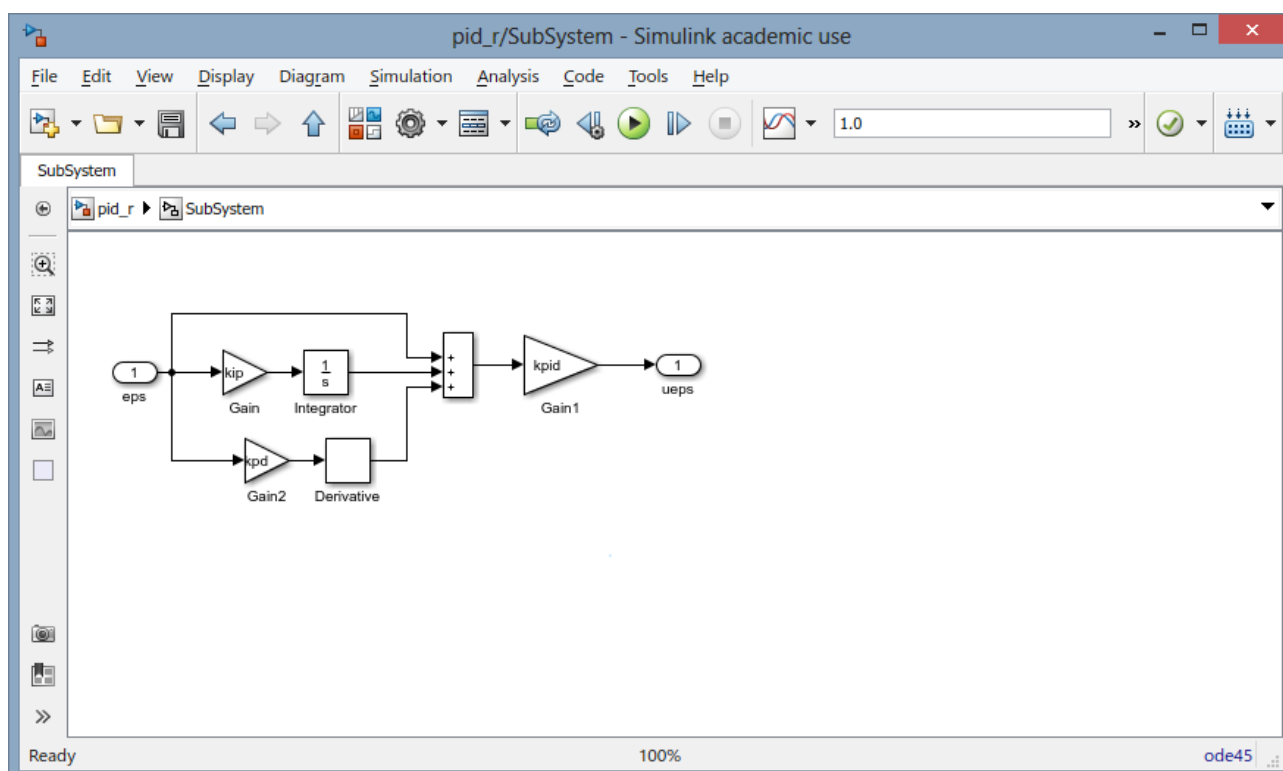 pid_r/SubSystem - Simulink academic use
File Edit View Display Diagram Simulation Analysis Code Tools Help
1.0 »
SubSystem
pid_r SubSystem
1
eps
kip
Gain
1
s
Integrator
kpd
Gain2
Derivative
+
+
+
kpid
Gain1
1
ueps
Ready 100% ode45